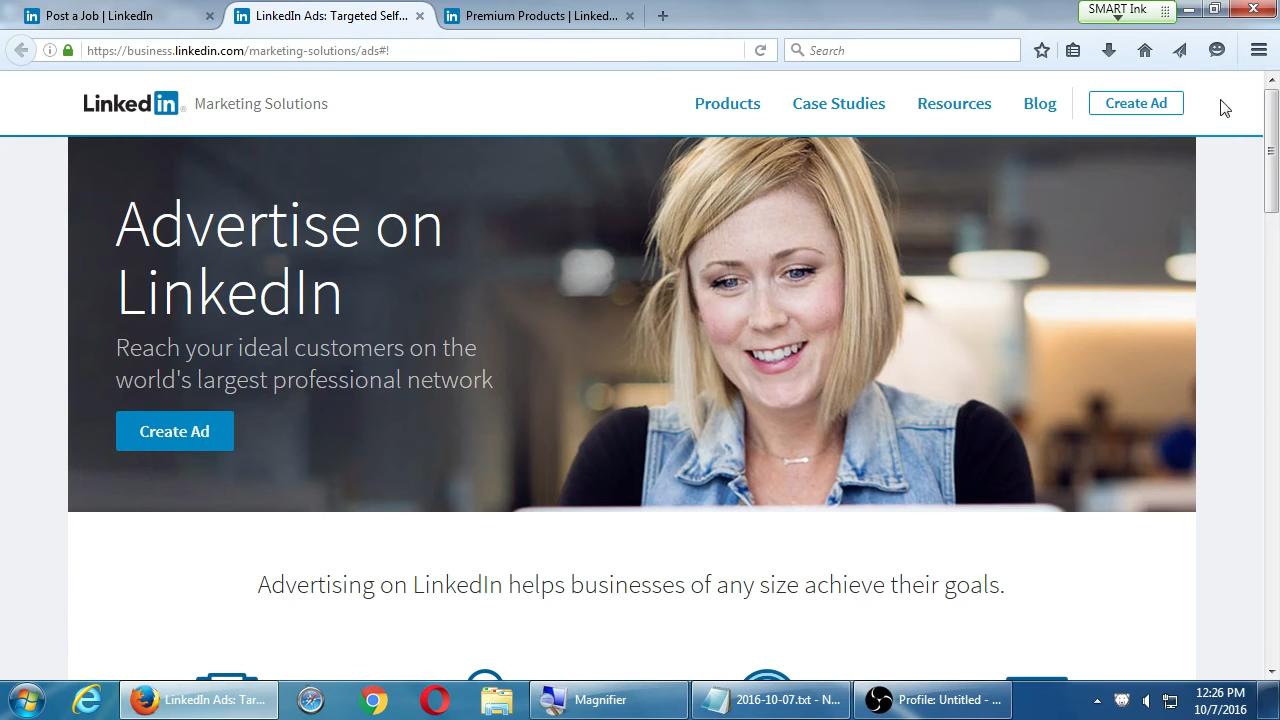 Post a Job | LinkedIn
LinkedIn Ads: Targeted Self...
Premium Products | Linked...
SMART Ink
https://business.linkedin.com/marketing-solutions/ads#!
Search
Linked in Marketing Solutions
Products
Case Studies
Resources
Blog
Create Ad
Advertise on
LinkedIn
Reach your ideal customers on the
world's largest professional network
Create Ad
Advertising on LinkedIn helps businesses of any size achieve their goals.
LinkedIn Ads: Tar...
Magnifier
2016-10-07.txt - N...
Profile: Untitled - ...
12:26 PM
10/7/2016